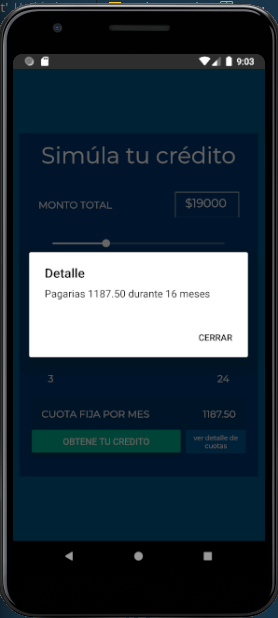 9:03
Simúla tu crédito
MONTO TOTAL
$19000
Detalle
Pagarias 1187.50 durante 16 meses
CERRAR
3
24
CUOTA FIJA POR MES
1187.50
OBTENE TU CREDITO
ver detalle de
cuotas